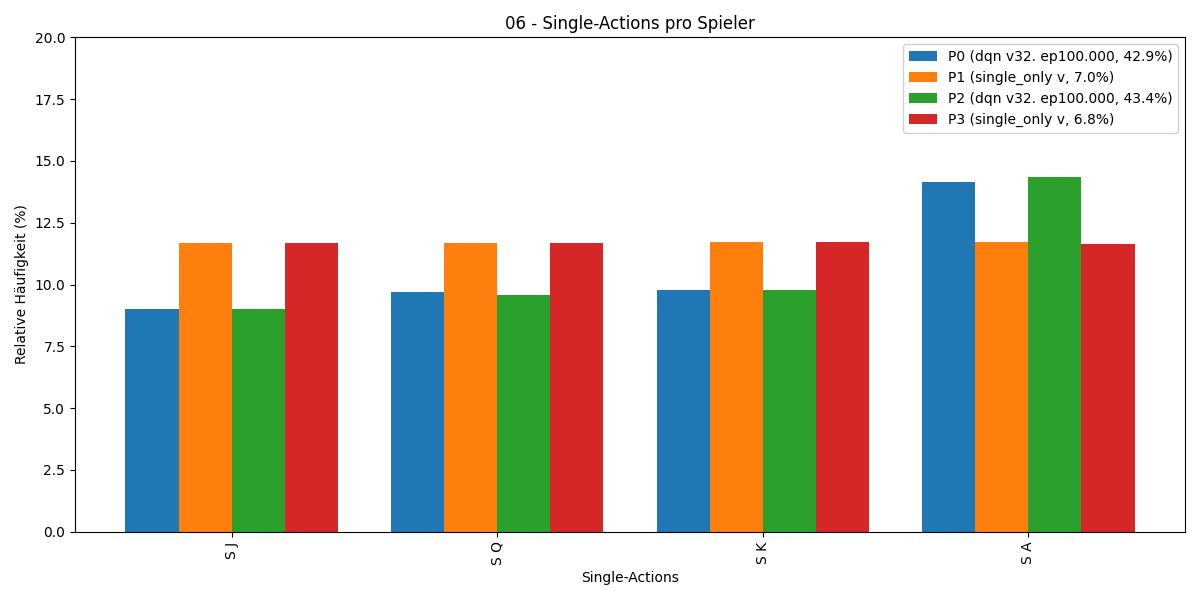 06 - Single-Actions pro Spieler
Relative Häufigkeit (%)
20.0
17.5
15.0
12.5
10.0
7.5
5.0
2.5
0.0
P0 (dqn v32. ep100.000, 42.9%)
P1 (single_only v, 7.0%)
P2 (dqn v32. ep100.000, 43.4%)
P3 (single_only v, 6.8%)
S J
S Q
S K
S A
Single-Actions